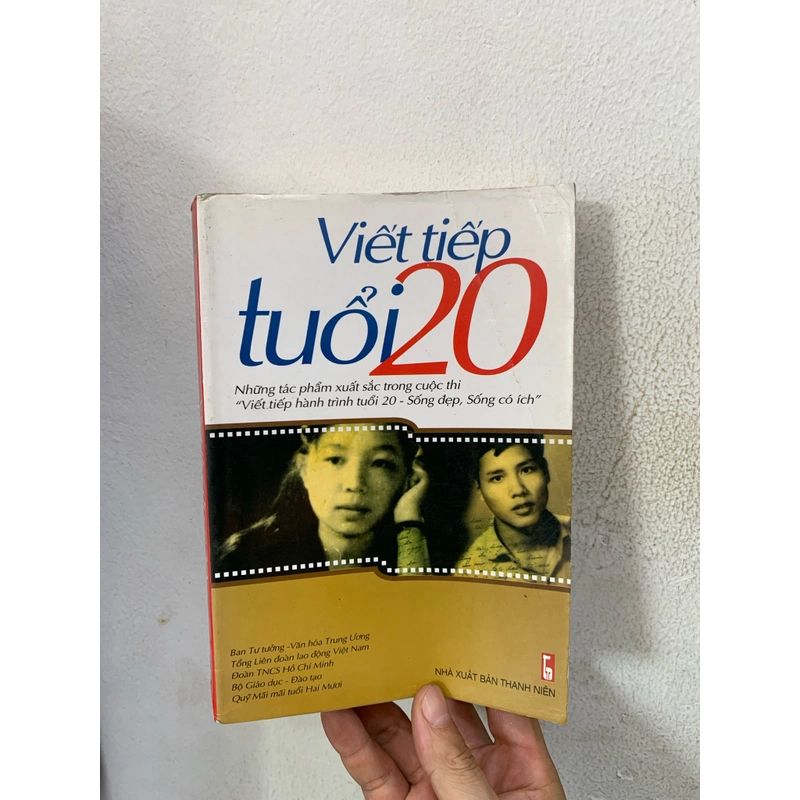 Viết tiếp
tuổi 20
Những tác phẩm xuất sắc trong cuộc thi
"Viết tiếp hành trình tuổi 20 - Sống đẹp, Sống có ích"
Ban Tư tưởng -Văn hóa Trung Ương
Tổng Liên đoàn lao động Việt Nam
Đoàn TNCS Hồ Chí Minh
Bộ Giáo dục - Đào tạo
Quỹ Mãi mãi tuổi Hai Mươi
NHÀ XUẤT BẢN THANH NIÊN